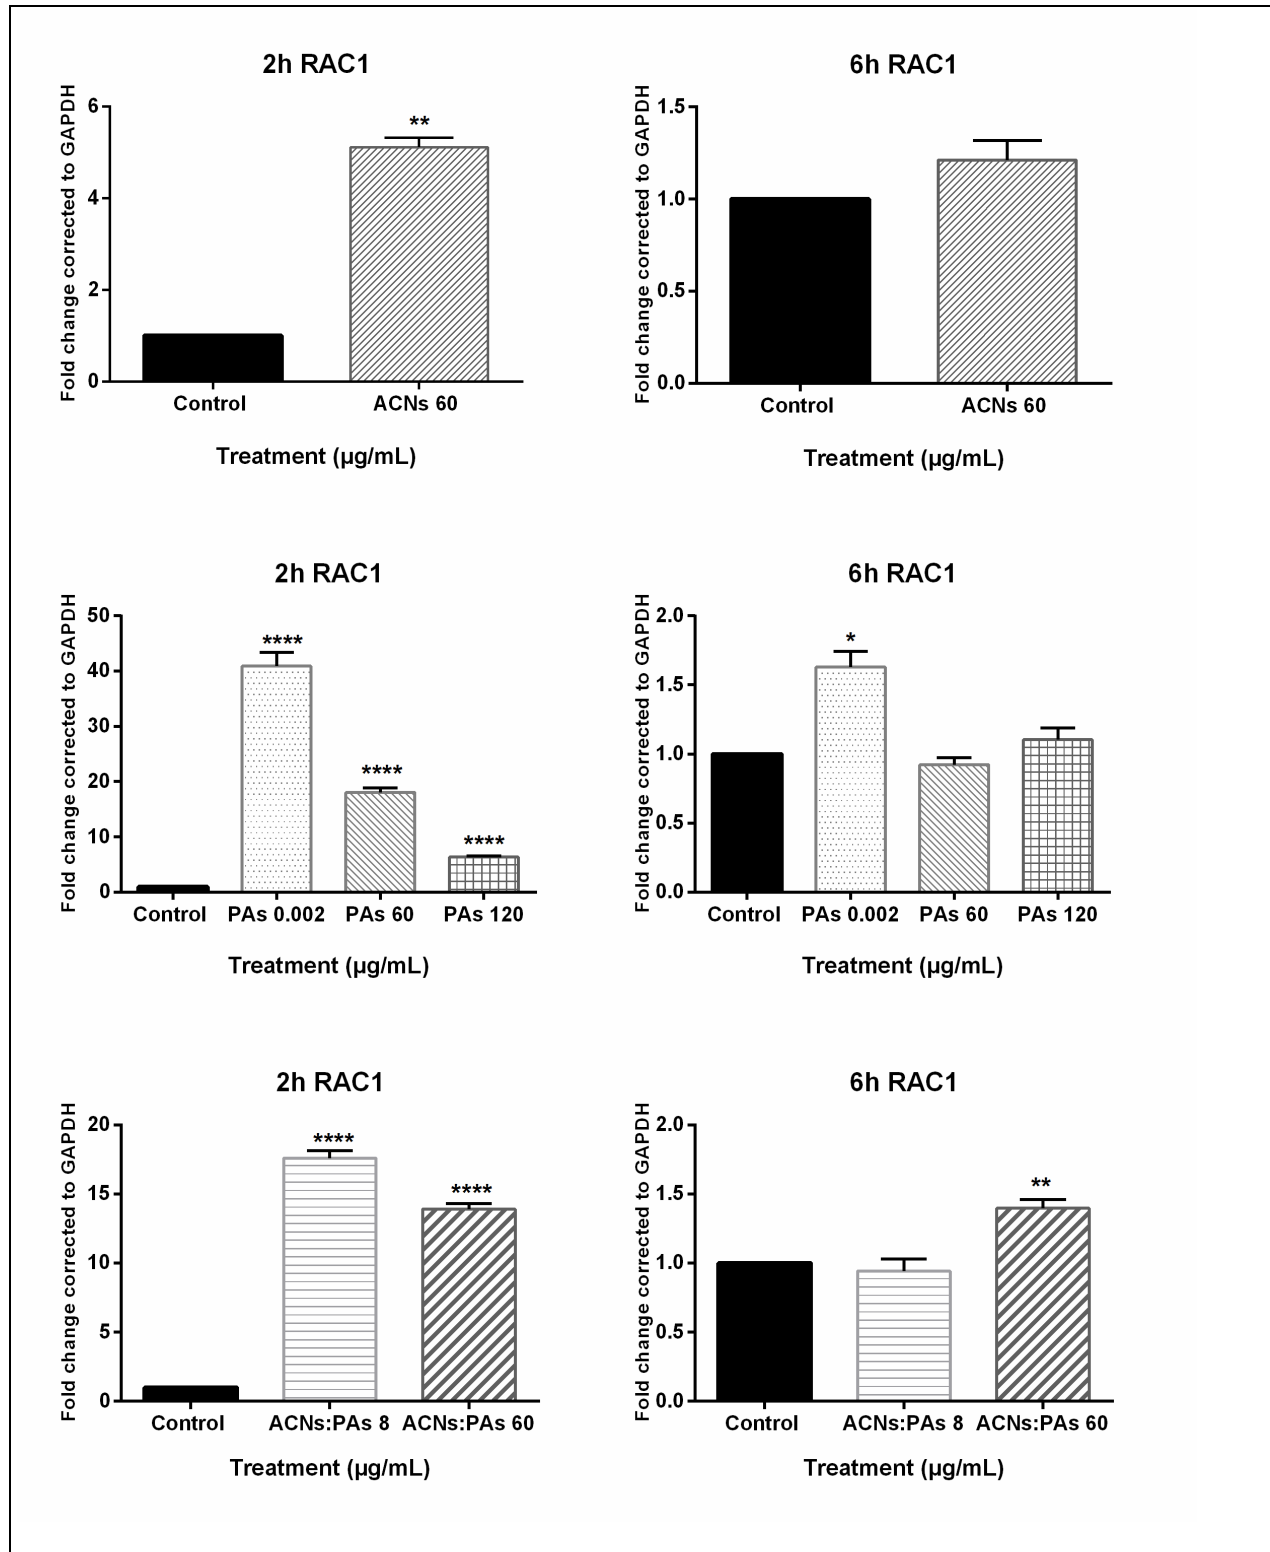 2h RAC1
Fold change corrected to GAPDH
6
4
2
0
**
Control ACNs 60
Treatment (µg/mL)
6h RAC1
Fold change corrected to GAPDH
1.5
1.0
0.5
0.0
Control ACNs 60
Treatment (µg/mL)
2h RAC1
Fold change corrected to GAPDH
50
40
30
20
10
0
****
****
****
Control PAs 0.002 PAs 60 PAs 120
Treatment (µg/mL)
6h RAC1
Fold change corrected to GAPDH
2.0
1.5
1.0
0.5
0.0
*
Control PAs 0.002 PAs 60 PAs 120
Treatment (µg/mL)
2h RAC1
Fold change corrected to GAPDH
20
15
10
5
0
****
****
Control ACNs:PAs 8 ACNs:PAs 60
Treatment (µg/mL)
6h RAC1
Fold change corrected to GAPDH
2.0
1.5
1.0
0.5
0.0
**
Control ACNs:PAs 8 ACNs:PAs 60
Treatment (µg/mL)